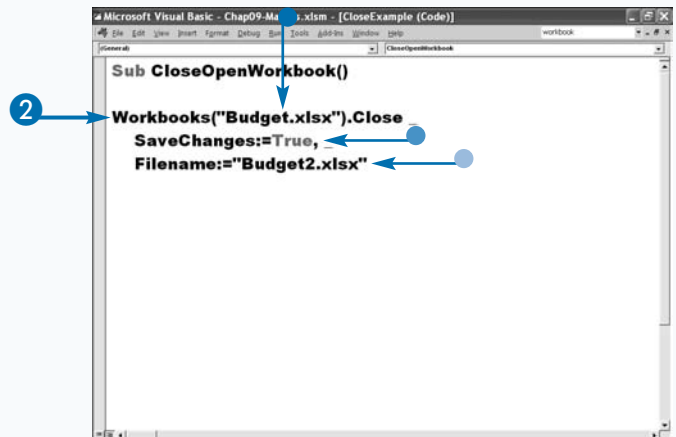 Microsoft Visual Basic - Chap09-Ma s.xlsm - [CloseExample (Code)]
File Edit View Insert Format Debug Run Tools Add-Ins Window Help workbook
(General) CloseOpenWorkbook
Sub CloseOpenWorkbook()
2
Workbooks("Budget.xlsx").Close _
SaveChanges:=True, _
Filename:="Budget2.xlsx"